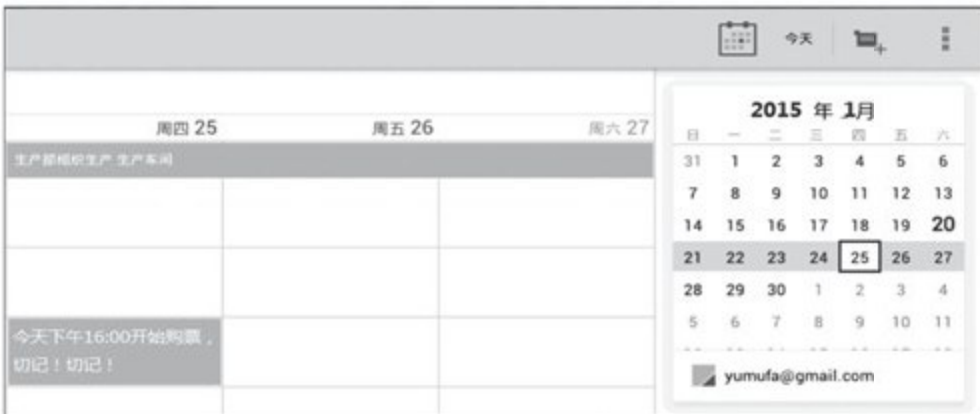 今天
周四 25 周五 26 周六 27
生产部组织生产 生产车间
今天下午16:00开始购票，
切记！切记！
2015 年 1月
日 一 二 三 四 五 六
31 1 2 3 4 5 6
7 8 9 10 11 12 13
14 15 16 17 18 19 20
21 22 23 24 25 26 27
28 29 30 1 2 3 4
5 6 7 8 9 10 11
yumufa@gmail.com